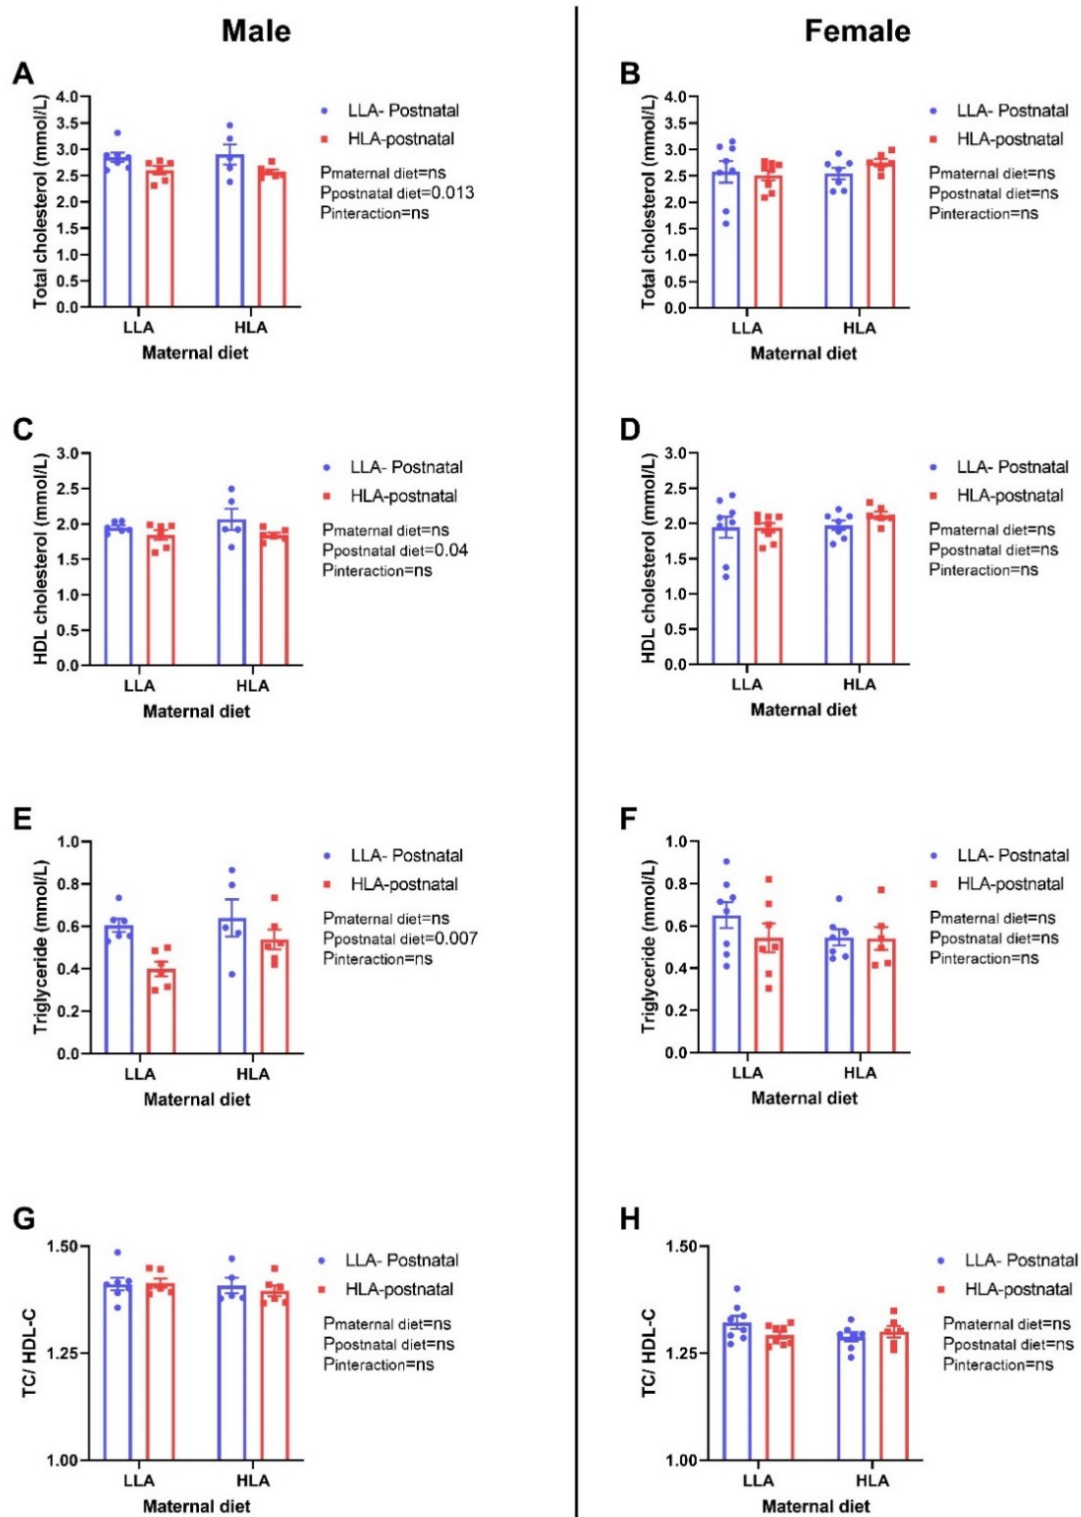 Male
Female
A
Total cholesterol (mmol/L)
4.0
3.5
3.0
2.5
2.0
1.5
1.0
0.5
0.0
LLA
HLA
Maternal diet
LLA- Postnatal
HLA-postnatal
Pmaternal diet=ns
Ppostnatal diet=0.013
Pinteraction=ns
B
Total cholesterol (mmol/L)
4.0
3.5
3.0
2.5
2.0
1.5
1.0
0.5
0.0
LLA
HLA
Maternal diet
LLA- Postnatal
HLA-postnatal
Pmaternal diet=ns
Ppostnatal diet=ns
Pinteraction=ns
C
HDL cholesterol (mmol/L)
3.0
2.5
2.0
1.5
1.0
0.5
0.0
LLA
HLA
Maternal diet
LLA- Postnatal
HLA-postnatal
Pmaternal diet=ns
Ppostnatal diet=0.04
Pinteraction=ns
D
HDL cholesterol (mmol/L)
3.0
2.5
2.0
1.5
1.0
0.5
0.0
LLA
HLA
Maternal diet
LLA- Postnatal
HLA-postnatal
Pmaternal diet=ns
Ppostnatal diet=ns
Pinteraction=ns
E
Triglyceride (mmol/L)
1.0
0.8
0.6
0.4
0.2
0.0
LLA
HLA
Maternal diet
LLA- Postnatal
HLA-postnatal
Pmaternal diet=ns
Ppostnatal diet=0.007
Pinteraction=ns
F
Triglyceride (mmol/L)
1.0
0.8
0.6
0.4
0.2
0.0
LLA
HLA
Maternal diet
LLA- Postnatal
HLA-postnatal
Pmaternal diet=ns
Ppostnatal diet=ns
Pinteraction=ns
G
TC/ HDL-C
1.50
1.25
1.00
LLA
HLA
Maternal diet
LLA- Postnatal
HLA-postnatal
Pmaternal diet=ns
Ppostnatal diet=ns
Pinteraction=ns
H
TC/ HDL-C
1.50
1.25
1.00
LLA
HLA
Maternal diet
LLA- Postnatal
HLA-postnatal
Pmaternal diet=ns
Ppostnatal diet=ns
Pinteraction=ns